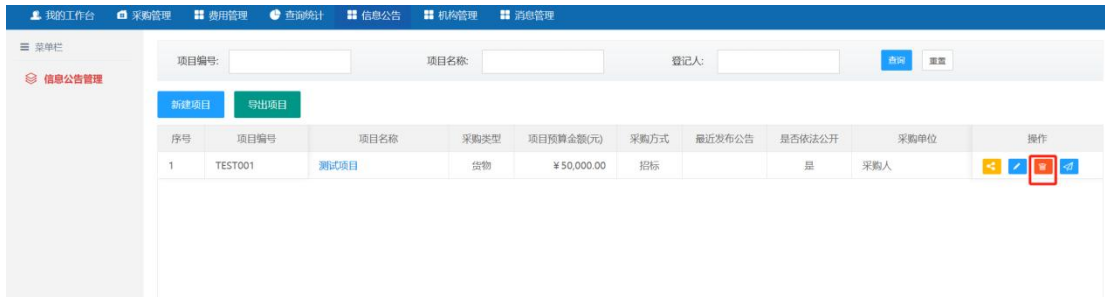 我的工作台 采购管理 费用管理 查询统计 信息公告 机构管理 消息管理
菜单栏
信息公告管理
项目编号: 项目名称: 登记人: 查询 重置
新建项目 导出项目
序号 项目编号 项目名称 采购类型 项目预算金额(元) 采购方式 最近发布公告 是否依法公开 采购单位 操作
1 TEST001 测试项目 货物 ￥50,000.00 招标 是 采购人